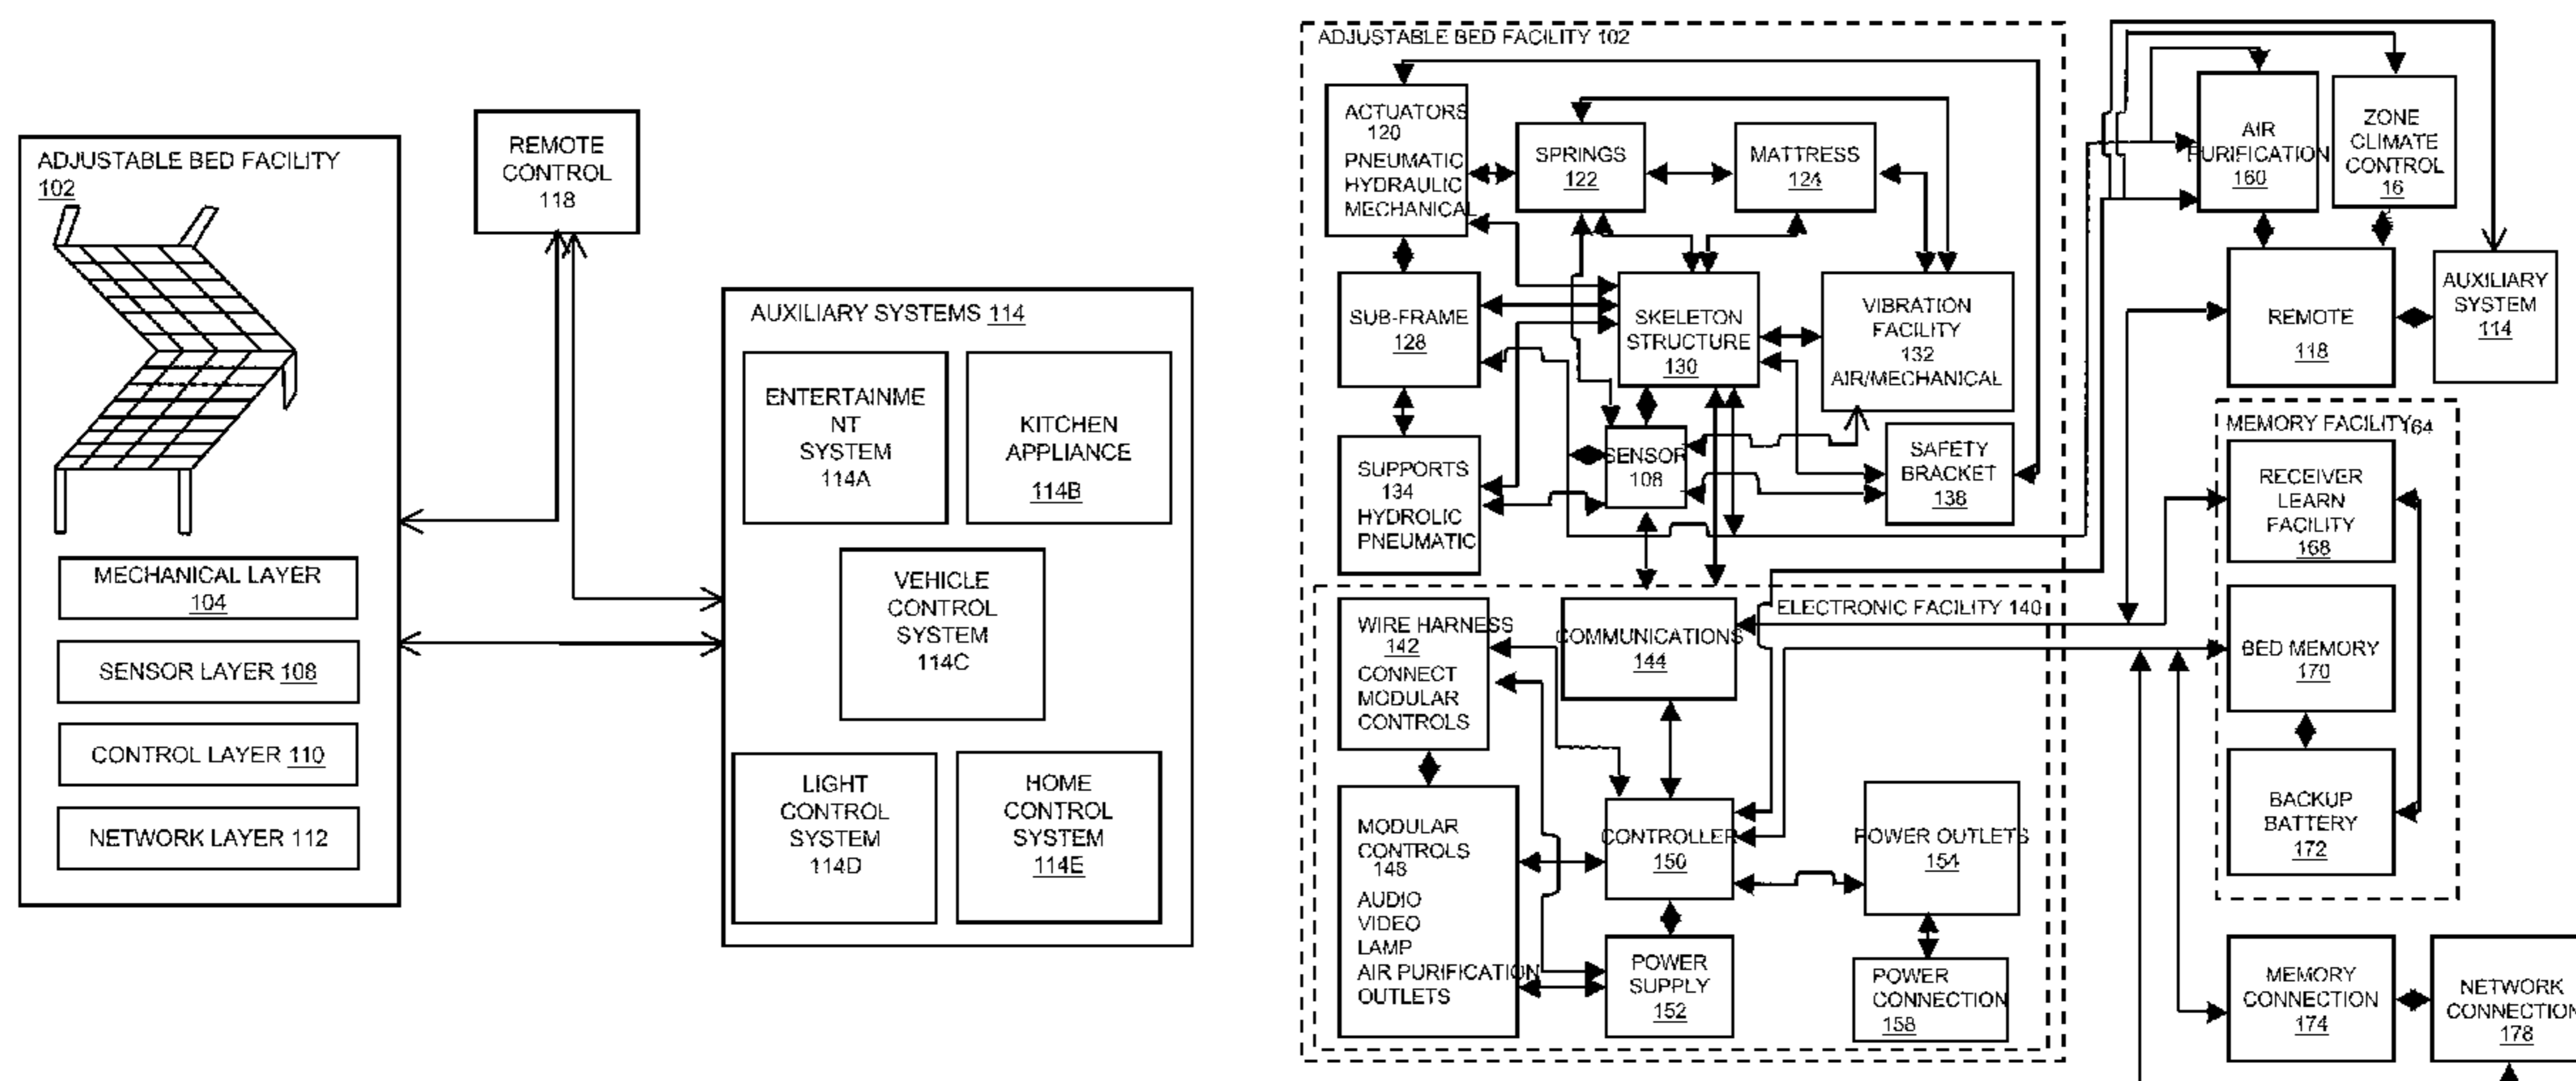 ADJUSTABLE BED FACILITY
102
MECHANICAL LAYER
104
SENSOR LAYER 108
CONTROL LAYER 110
NETWORK LAYER 112
REMOTE
CONTROL
118
AUXILIARY SYSTEMS 114
ENTERTAINME
NT
SYSTEM
114A
KITCHEN
APPLIANCE
114B
VEHICLE
CONTROL
SYSTEM
114C
LIGHT
CONTROL
SYSTEM
114D
HOME
CONTROL
SYSTEM
114E
ADJUSTABLE BED FACILITY 102
ACTUATORS
120
PNEUMATIC
HYDRAULIC
MECHANICAL
SPRINGS
122
MATTRESS
124
SUB-FRAME
128
SKELETON
STRUCTURE
130
VIBRATION
FACILITY
132
AIR/MECHANICAL
SUPPORTS
134
HYDROLIC
PNEUMATIC
SENSOR
108
SAFETY
BRACKET
138
ELECTRONIC FACILITY 140
WIRE HARNESS
142
CONNECT
MODULAR
CONTROLS
COMMUNICATIONS
144
MODULAR
CONTROLS
148
AUDIO
VIDEO
LAMP
AIR PURIFICATION
OUTLETS
CONTROLLER
150
POWER OUTLETS
154
POWER
SUPPLY
152
POWER
CONNECTION
158
AIR
PURIFICATION
160
ZONE
CLIMATE
CONTROL
16
REMOTE
118
AUXILIARY
SYSTEM
114
MEMORY FACILITY 64
RECEIVER
LEARN
FACILITY
168
BED MEMORY
170
BACKUP
BATTERY
172
MEMORY
CONNECTION
174
NETWORK
CONNECTION
178